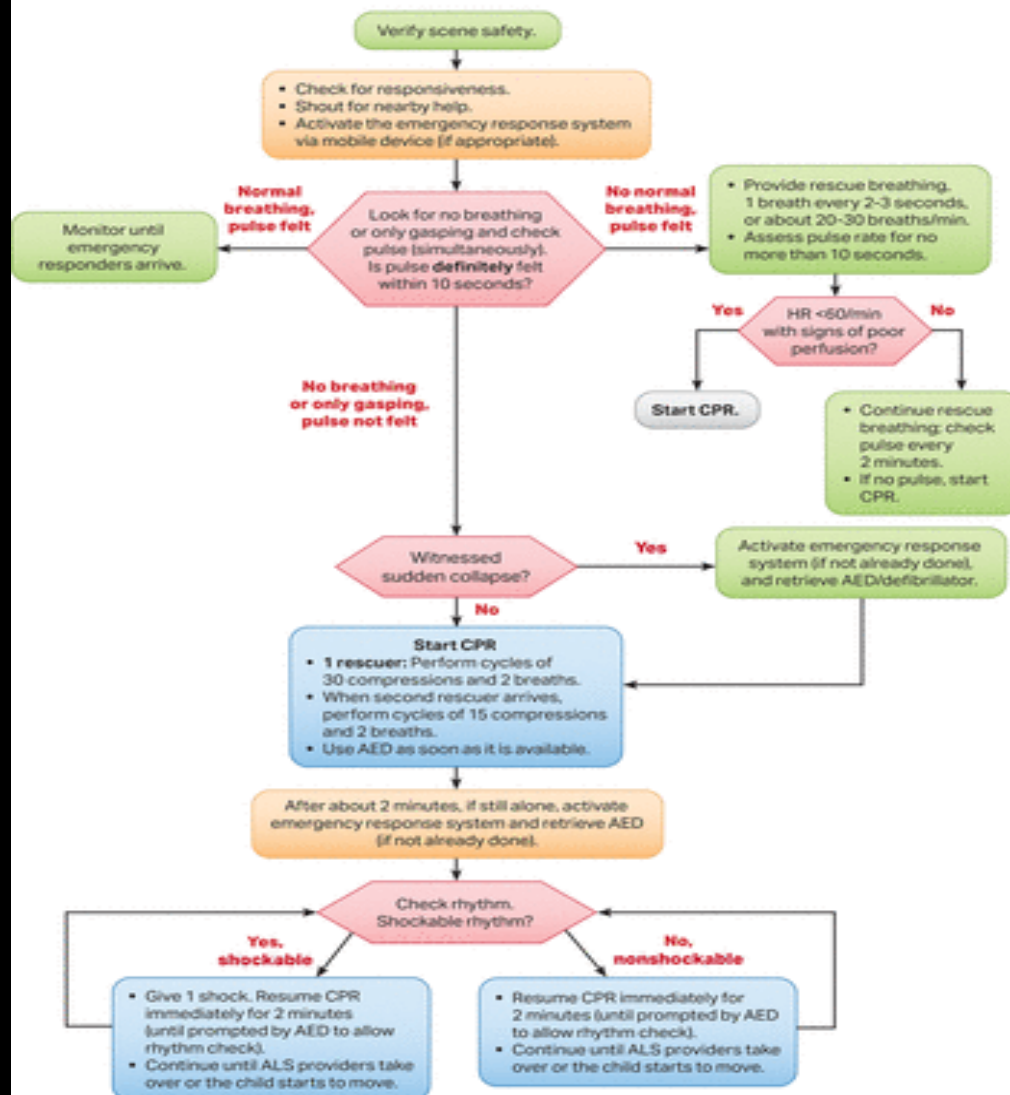 Verify scene safety.
• Check for responsiveness.
• Shout for nearby help.
• Activate the emergency response system
via mobile device (if appropriate).
Normal
breathing,
pulse felt
Look for no breathing
or only gasping and check
pulse (simultaneously).
Is pulse definitely felt
within 10 seconds?
No normal
breathing,
pulse felt
Monitor until
emergency
responders arrive.
• Provide rescue breathing,
1 breath every 2-3 seconds,
or about 20-30 breaths/min.
• Assess pulse rate for no
more than 10 seconds.
Yes
HR <60/min
with signs of poor
perfusion?
No
Start CPR.
• Continue rescue
breathing; check
pulse every
2 minutes.
• If no pulse, start
CPR.
No breathing
or only gasping,
pulse not felt
Witnessed
sudden collapse?
Yes
Activate emergency response
system (if not already done),
and retrieve AED/defibrillator.
No
Start CPR
• 1 rescuer: Perform cycles of
30 compressions and 2 breaths.
• When second rescuer arrives,
perform cycles of 15 compressions
and 2 breaths.
• Use AED as soon as it is available.
After about 2 minutes, if still alone, activate
emergency response system and retrieve AED
(if not already done).
Check rhythm.
Shockable rhythm?
Yes,
shockable
No,
nonshockable
• Give 1 shock. Resume CPR
immediately for 2 minutes
(until prompted by AED to allow
rhythm check).
• Continue until ALS providers take
over or the child starts to move.
• Resume CPR immediately for
2 minutes (until prompted by AED
to allow rhythm check).
• Continue until ALS providers take
over or the child starts to move.